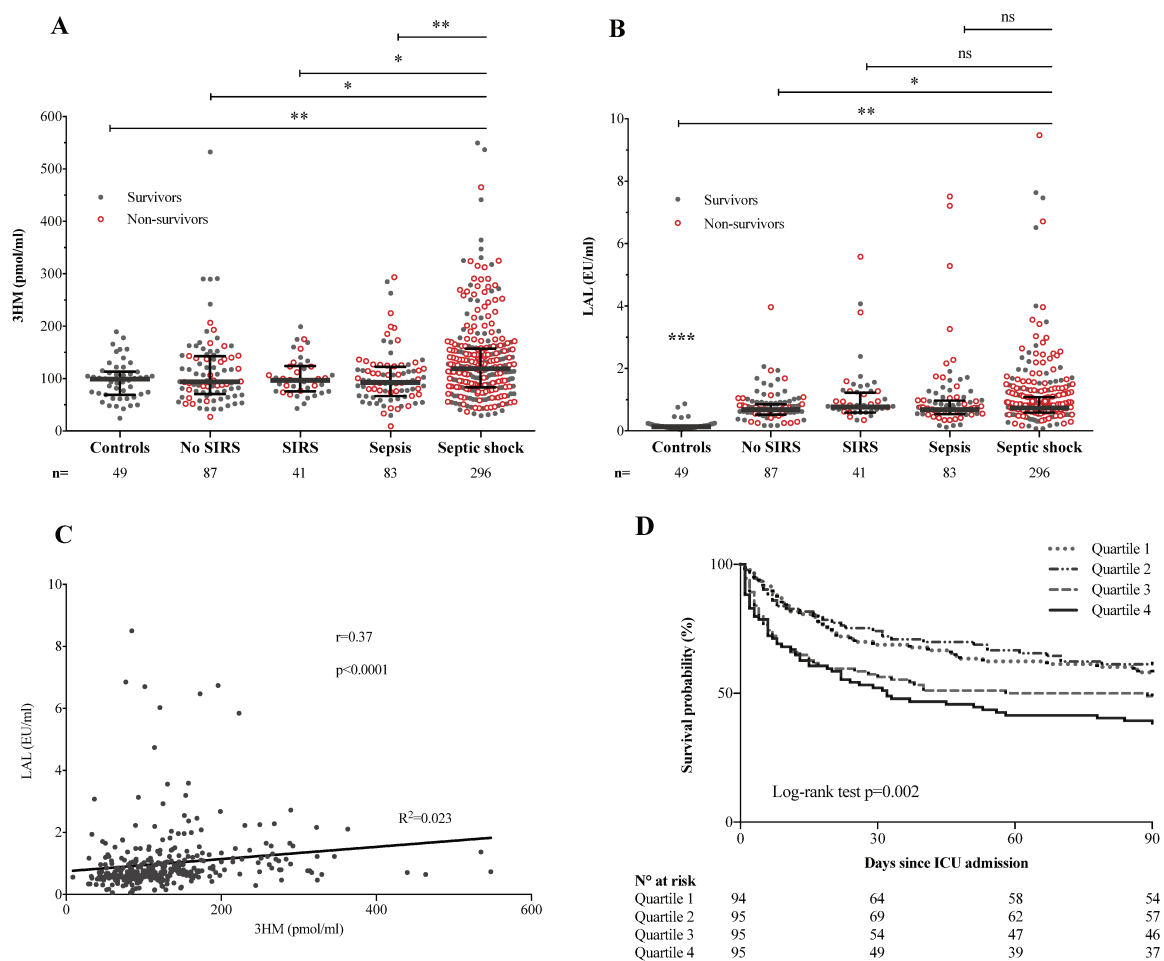 A
**
*
*
**
600
500
400
300
200
100
0
3HM (pmol/ml)
Survivors
Non-survivors
Controls No SIRS SIRS Sepsis Septic shock
n= 49 87 41 83 296
B
ns
ns
*
**
10
8
6
4
2
0
LAL (EU/ml)
Survivors
Non-survivors
***
Controls No SIRS SIRS Sepsis Septic shock
n= 49 87 41 83 296
C
10
8
6
4
2
0
LAL (EU/ml)
r=0.37
p<0.0001
R²=0.023
0 200 400 600
3HM (pmol/ml)
D
Quartile 1
Quartile 2
Quartile 3
Quartile 4
100
50
0
Survival probability (%)
Log-rank test p=0.002
0 30 60 90
Days since ICU admission
N° at risk
Quartile 1 94 64 58 54
Quartile 2 95 69 62 57
Quartile 3 95 54 47 46
Quartile 4 95 49 39 37